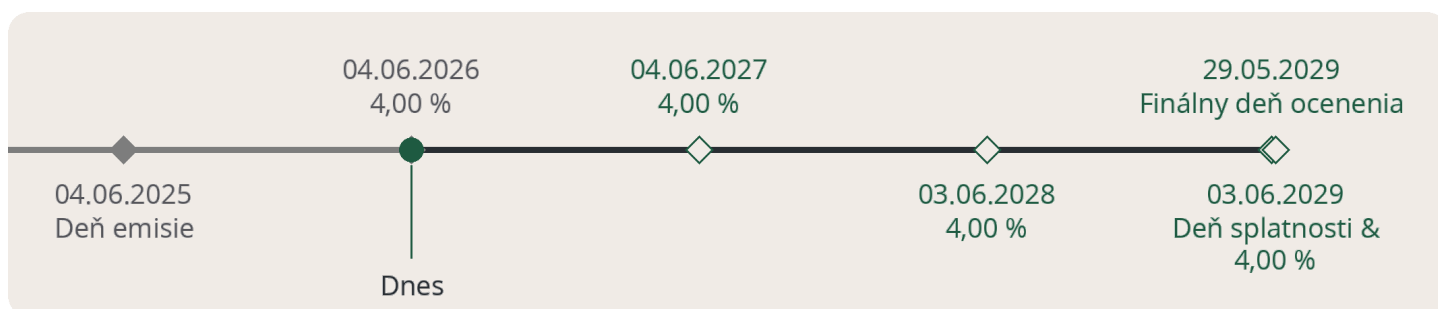 04.06.2026
4,00 %
04.06.2027
4,00 %
29.05.2029
Finálny deň ocenenia
04.06.2025
Deň emisie
03.06.2028
4,00 %
03.06.2029
Deň splatnosti &
4,00 %
Dnes